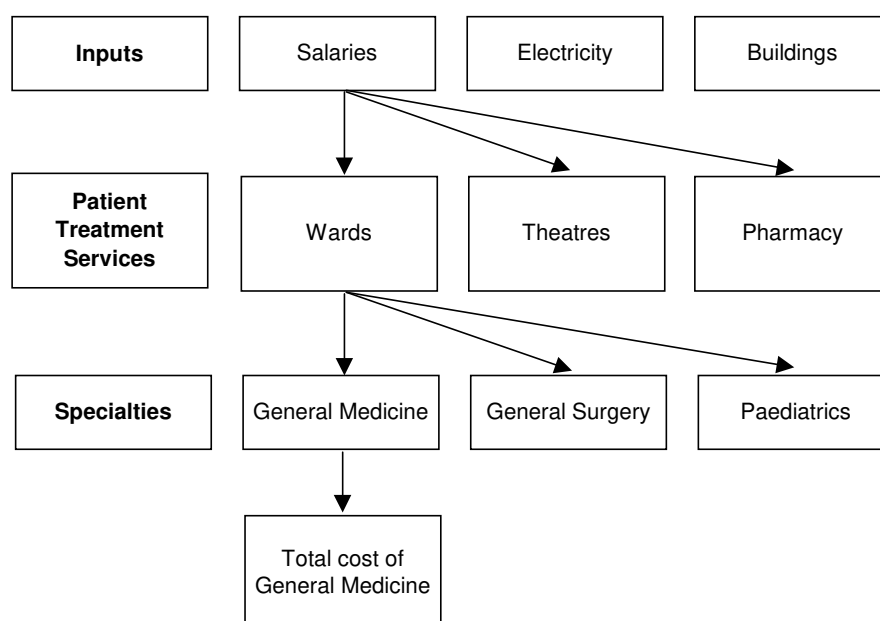 Inputs
Salaries
Electricity
Buildings
Patient
Treatment
Services
Wards
Theatres
Pharmacy
Specialties
General Medicine
General Surgery
Paediatrics
Total cost of
General Medicine